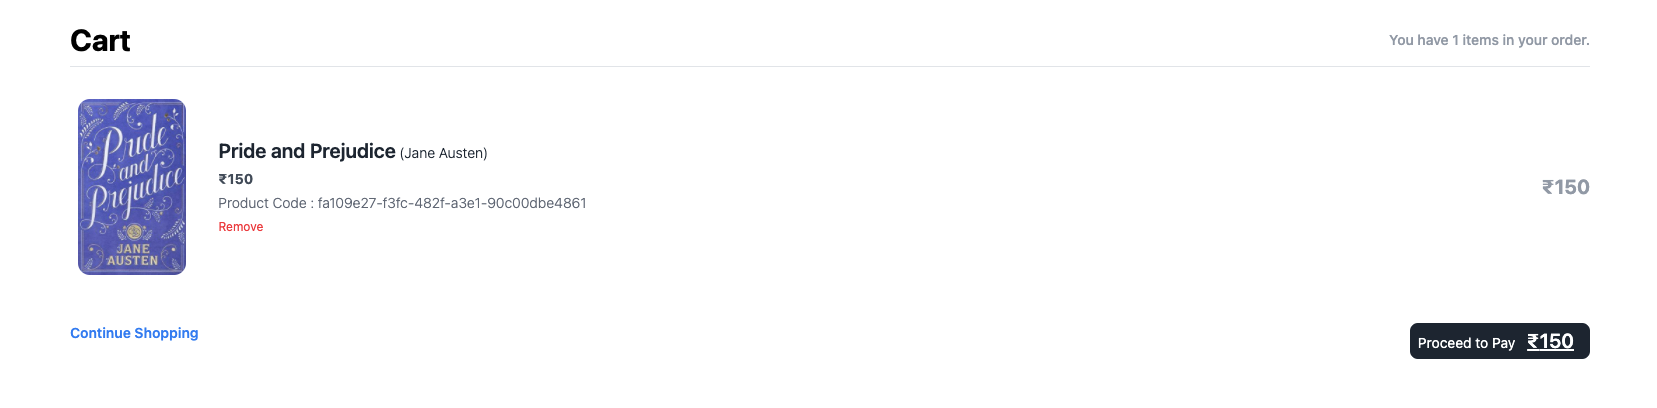 Cart
You have 1 items in your order.
Pride
and
Prejudice
JANE
AUSTEN
Pride and Prejudice (Jane Austen)
₹150
Product Code : fa109e27-f3fc-482f-a3e1-90c00dbe4861
Remove
₹150
Continue Shopping
Proceed to Pay ₹150